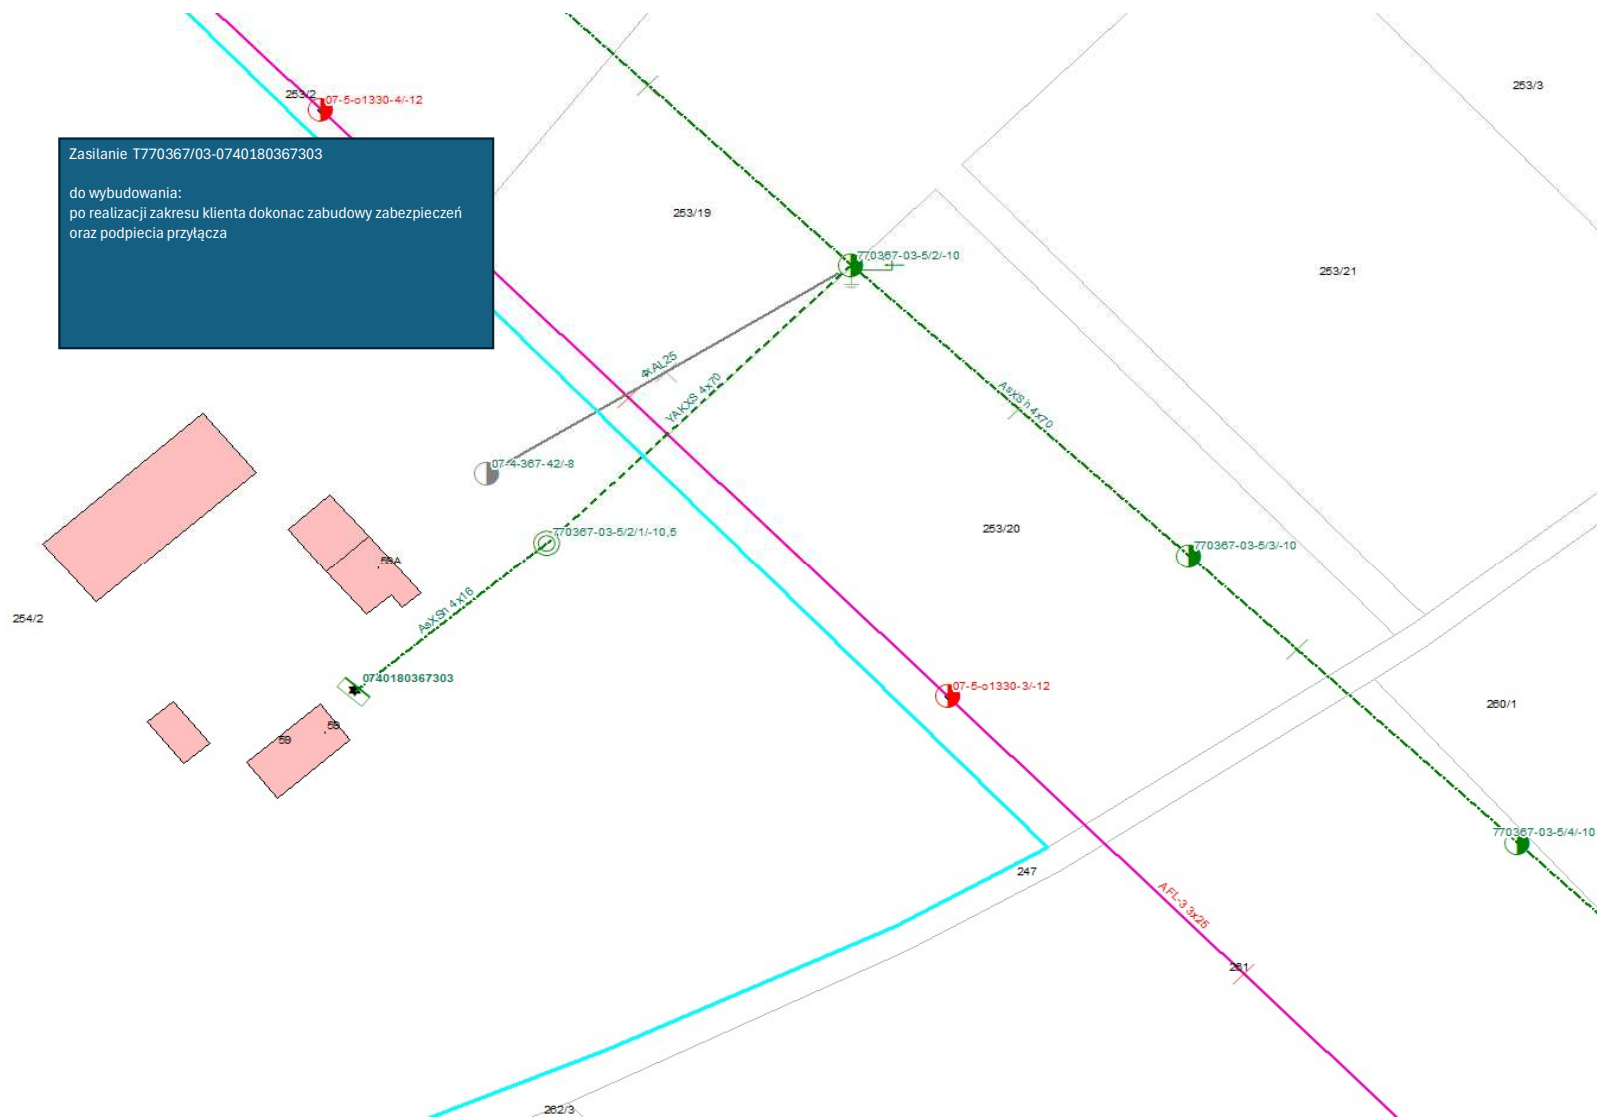 253/2
07-5-o1330-4/-12
253/3
Zasilanie T770367/03-0740180367303
do wybudowania:
po realizacji zakresu klienta dokonac zabudowy zabezpieczeń
oraz podpiecia przyłącza
253/19
770367-03-5/2/-10
253/21
4xAL25
YAKXS 4x70
AsXSn 4x70
07-4-367-42/-8
770367-03-5/2/1/-10,5
253/20
770367-03-5/3/-10
59A
AsXSn 4x16
254/2
0740180367303
07-5-o1330-3/-12
260/1
59
59
770367-03-5/4/-10
247
AFL-3 3x25
261
262/3